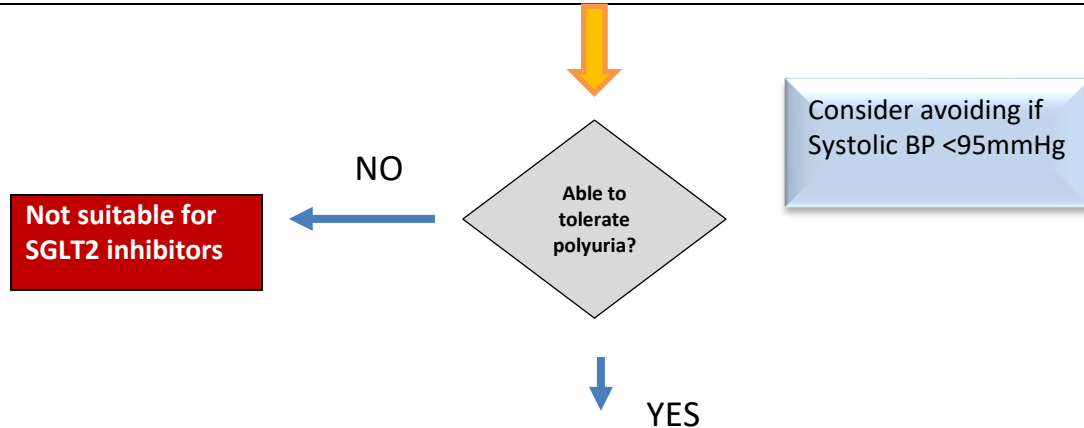 Consider avoiding if
Systolic BP <95mmHg
NO
Able to
tolerate
polyuria?
Not suitable for
SGLT2 inhibitors
YES